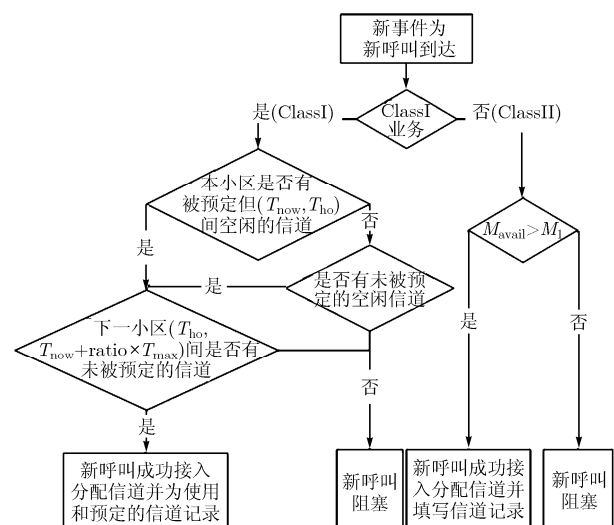 新事件为
新呼叫到达
是(ClassI)
ClassI
业务
否(ClassII)
本小区是否有
被预定但(T_now,T_ho)
间空闲的信道
是
否
M_avail>M_1
是
是否有未被预
定的空闲信道
下一小区(T_ho,
T_now+ratio×T_max)间是否有
未被预定的信道
是
否
是
否
新呼叫成功接入
分配信道并为使用
和预定的信道记录
新呼叫
阻塞
新呼叫成功接
入分配信道并
填写信道记录
新呼叫
阻塞